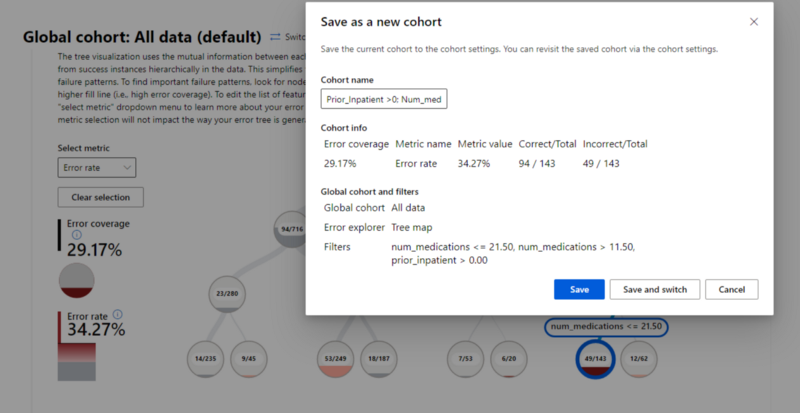 Global cohort: All data (default)
Switc
The tree visualization uses the mutual information between each
from success instances hierarchically in the data. This simplifies
failure patterns. To find important failure patterns, look for node
higher fill line (i.e., high error coverage). To edit the list of featur
"select metric" dropdown menu to learn more about your error
metric selection will not impact the way your error tree is genera
Select metric
Error rate
Clear selection
Error coverage
29.17%
Error rate
34.27%
94/716
23/280
14/235
9/45
53/249
18/187
7/53
6/20
num_medications <= 21.50
49/143
12/62
Save as a new cohort
Save the current cohort to the cohort settings. You can revisit the saved cohort via the cohort settings.
Cohort name
Prior_Inpatient >0; Num_med
Cohort info
Error coverage Metric name Metric value Correct/Total Incorrect/Total
29.17% Error rate 34.27% 94 / 143 49 / 143
Global cohort and filters
Global cohort All data
Error explorer Tree map
Filters num_medications <= 21.50, num_medications > 11.50,
prior_inpatient > 0.00
Save Save and switch Cancel